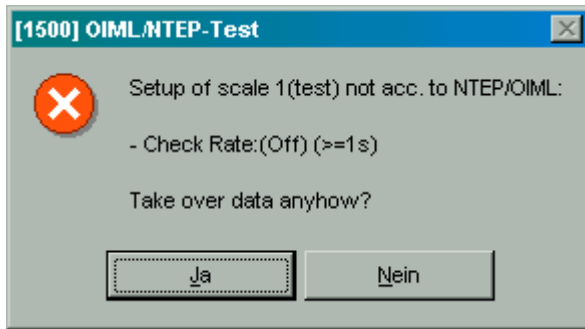 [1500] OIML/NTEP-Test
Setup of scale 1(test) not acc. to NTEP/OIML:
- Check Rate:(Off) (>=1s)
Take over data anyhow?
Ja
Nein